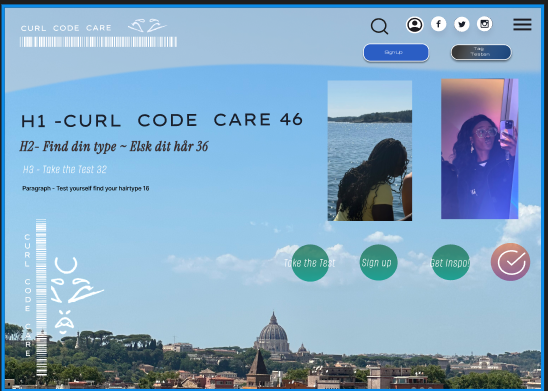 CURL CODE CARE
Signup
Tag
Testen
H1 -CURL CODE CARE 46
H2- Find din type ~ Elsk dit hår 36
H3 - Take the Test 32
Paragraph - Test yourself find your hairtype 16
Take the Test
Sign up
Get Inspo!
CURL CODE CARE